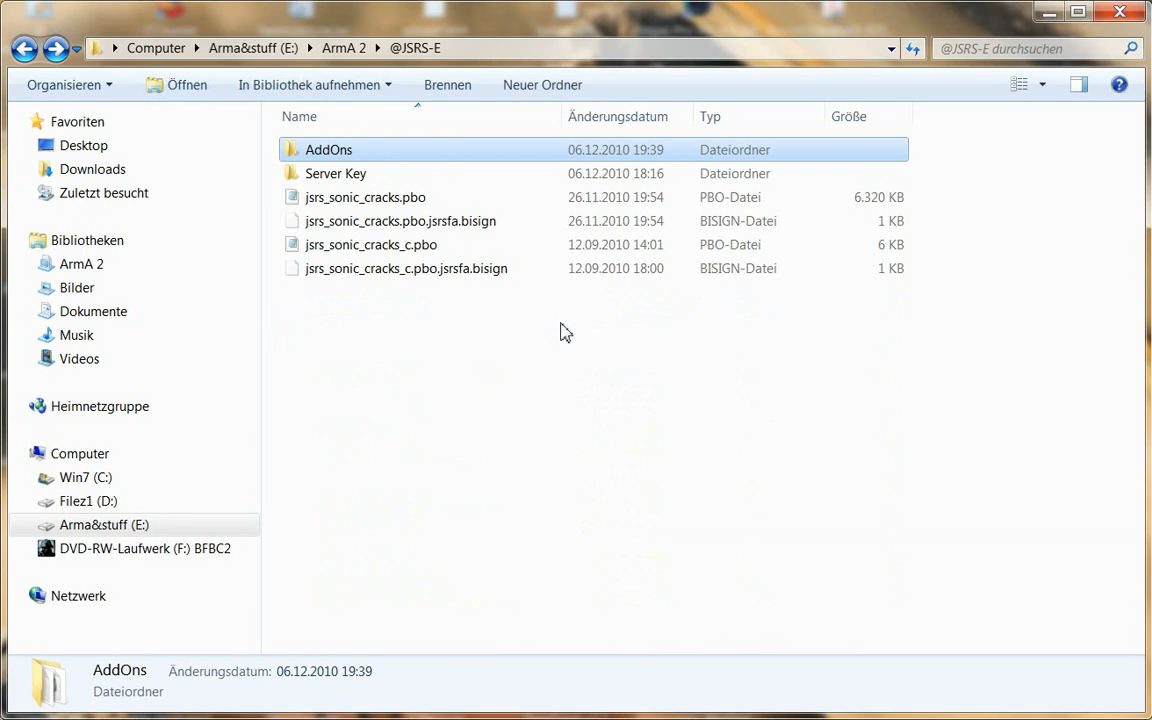 Computer Arma&stuff (E:) ArmA 2 @JSRS-E
@JSRS-E durchsuchen
Organisieren Öffnen In Bibliothek aufnehmen Brennen Neuer Ordner
Name Änderungsdatum Typ Größe
AddOns 06.12.2010 19:39 Dateiordner
Server Key 06.12.2010 18:16 Dateiordner
jsrs_sonic_cracks.pbo 26.11.2010 19:54 PBO-Datei 6.320 KB
jsrs_sonic_cracks.pbo.jsrsfa.bisign 26.11.2010 19:54 BISIGN-Datei 1 KB
jsrs_sonic_cracks_c.pbo 12.09.2010 14:01 PBO-Datei 6 KB
jsrs_sonic_cracks_c.pbo.jsrsfa.bisign 12.09.2010 18:00 BISIGN-Datei 1 KB
Favoriten
Desktop
Downloads
Zuletzt besucht
Bibliotheken
ArmA 2
Bilder
Dokumente
Musik
Videos
Heimnetzgruppe
Computer
Win7 (C:)
Filez1 (D:)
Arma&stuff (E:)
DVD-RW-Laufwerk (F:) BFBC2
Netzwerk
AddOns Änderungsdatum: 06.12.2010 19:39
Dateiordner